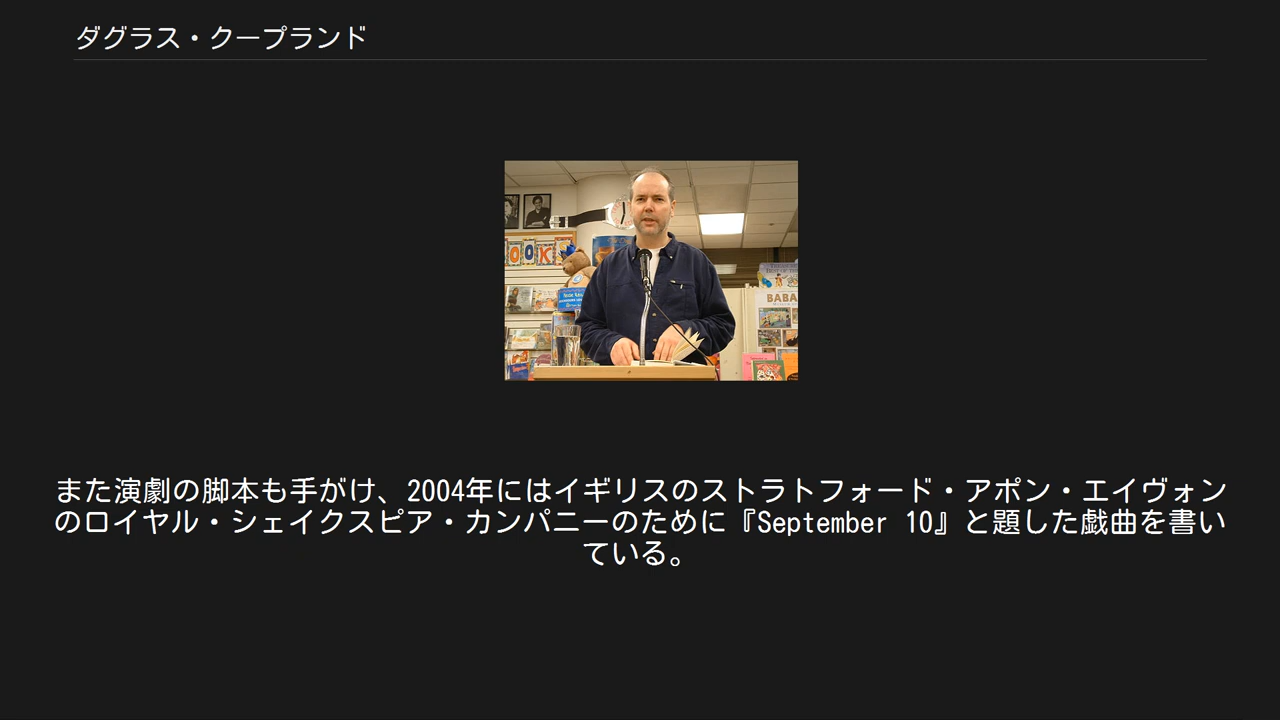 ダグラス・クープランド
OOK
BABA
また演劇の脚本も手がけ、2004年にはイギリスのストラトフォード・アポン・エイヴォン
のロイヤル・シェイクスピア・カンパニーのために『September 10』と題した戯曲を書い
ている。